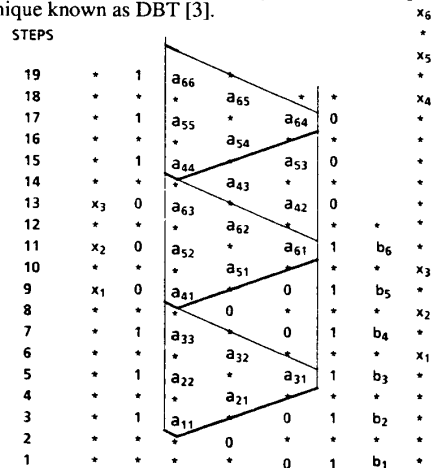 nique known as DBT [3]. x6
STEPS *
x5
19 * 1 a66 * *
18 * * * a65 * * x4
17 * 1 a55 * a64 0 *
16 * * * a54 * * *
15 * 1 a44 * a53 0 *
14 * * * a43 * * *
13 x3 0 a63 * a42 0 *
12 * * * a62 * * * *
11 x2 0 a52 * a61 1 b6 *
10 * * * a51 * * * x3
9 x1 0 a41 * 0 1 b5 *
8 * * * 0 * * * x2
7 * 1 a33 * 0 1 b4 *
6 * * * a32 * * * x1
5 * 1 a22 * a31 1 b3 *
4 * * * a21 * * * *
3 * 1 a11 * 0 1 b2 *
2 * * * 0 * * * *
1 * * * * 0 1 b1 *